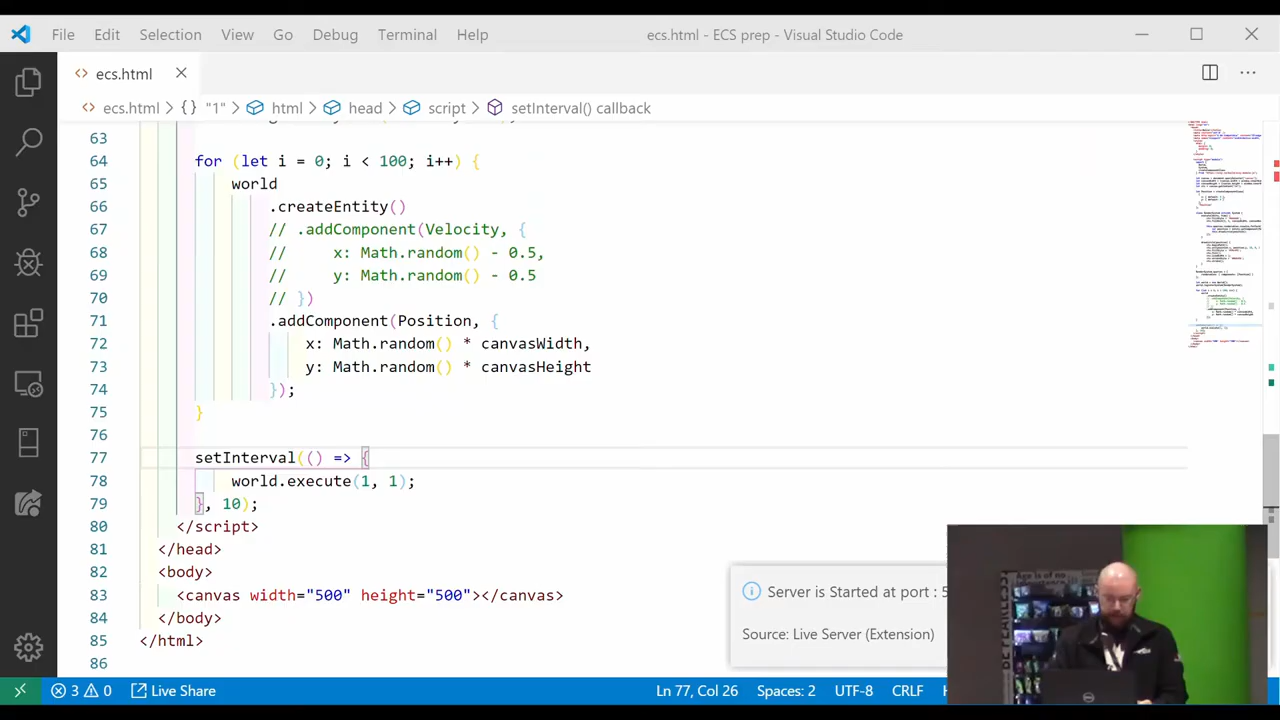 File Edit Selection View Go Debug Terminal Help ecs.html - ECS prep - Visual Studio Code
ecs.html
ecs.html > {} "1" > html > head > script > setInterval() callback
63
64 for (let i = 0; i < 100; i++) {
65 world
66 .createEntity()
67 // .addComponent(Velocity, {
68 // x: Math.random() - 0.5,
69 // y: Math.random() - 0.5
70 // })
71 .addComponent(Position, {
72 x: Math.random() * canvasWidth,
73 y: Math.random() * canvasHeight
74 });
75 }
76
77 setInterval(() => {
78 world.execute(1, 1);
79 }, 10);
80 </script>
81 </head>
82 <body>
83 <canvas width="500" height="500"></canvas>
84 </body>
85 </html>
86
Server is Started at port : 5
Source: Live Server (Extension)
3 0 Live Share Ln 77, Col 26 Spaces: 2 UTF-8 CRLF